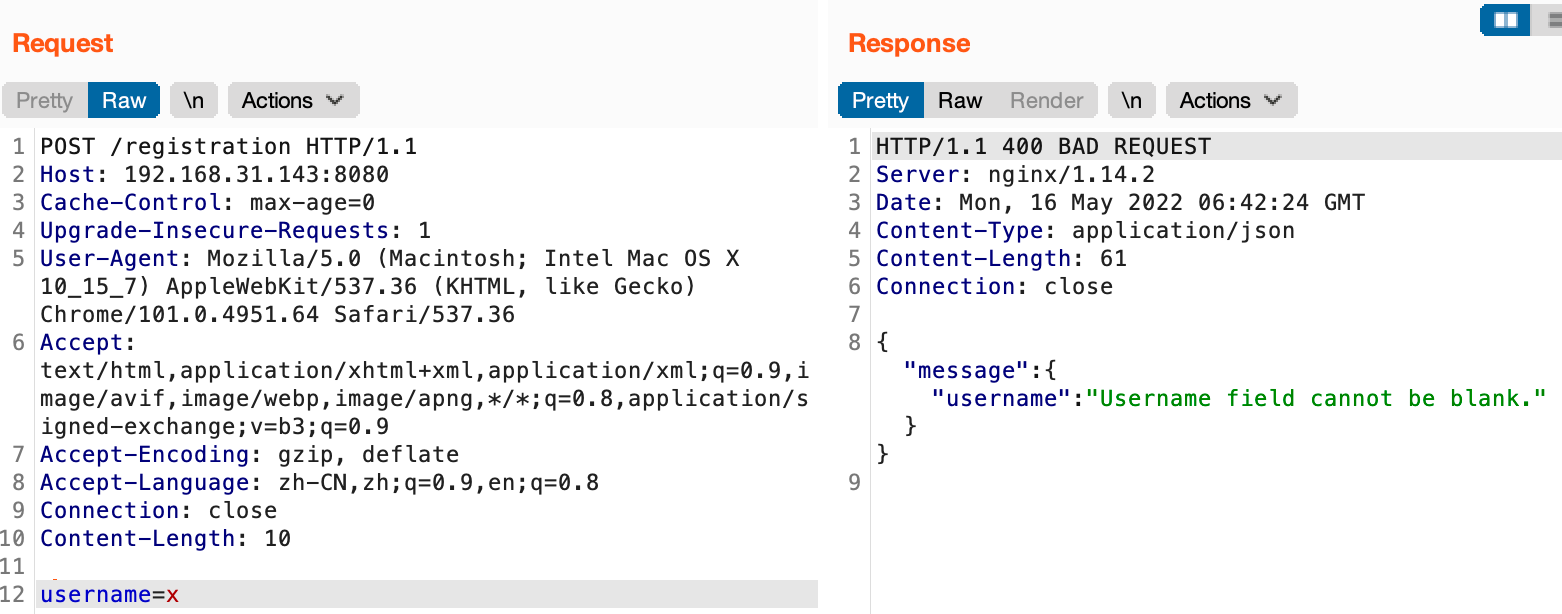 Request
Pretty Raw \n Actions
1 POST /registration HTTP/1.1
2 Host: 192.168.31.143:8080
3 Cache-Control: max-age=0
4 Upgrade-Insecure-Requests: 1
5 User-Agent: Mozilla/5.0 (Macintosh; Intel Mac OS X
10_15_7) AppleWebKit/537.36 (KHTML, like Gecko)
Chrome/101.0.4951.64 Safari/537.36
6 Accept:
text/html,application/xhtml+xml,application/xml;q=0.9,i
mage/avif,image/webp,image/apng,*/*;q=0.8,application/s
igned-exchange;v=b3;q=0.9
7 Accept-Encoding: gzip, deflate
8 Accept-Language: zh-CN,zh;q=0.9,en;q=0.8
9 Connection: close
10 Content-Length: 10
11
12 username=x
Response
Pretty Raw Render \n Actions
1 HTTP/1.1 400 BAD REQUEST
2 Server: nginx/1.14.2
3 Date: Mon, 16 May 2022 06:42:24 GMT
4 Content-Type: application/json
5 Content-Length: 61
6 Connection: close
7
8 {
"message":{
"username":"Username field cannot be blank."
}
}
9